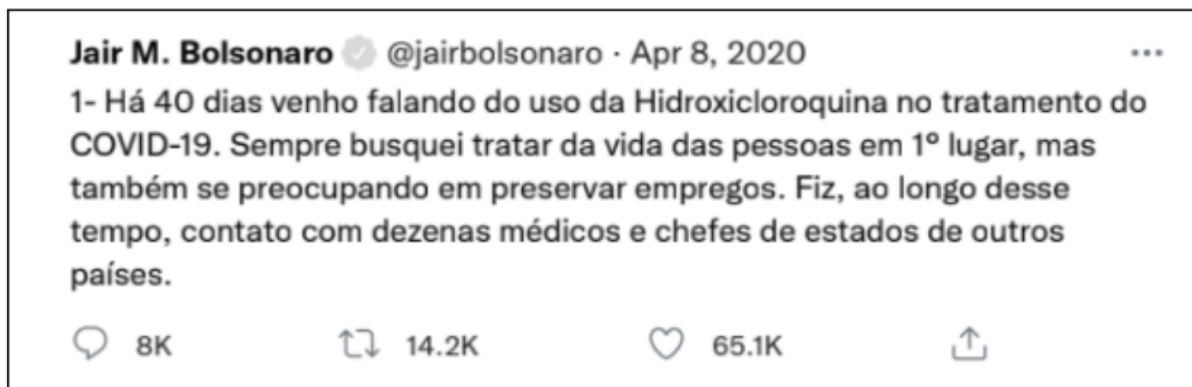 Jair M. Bolsonaro @jairbolsonaro · Apr 8, 2020
1- Há 40 dias venho falando do uso da Hidroxicloroquina no tratamento do
COVID-19. Sempre busquei tratar da vida das pessoas em 1º lugar, mas
também se preocupando em preservar empregos. Fiz, ao longo desse
tempo, contato com dezenas médicos e chefes de estados de outros
países.
8K 14.2K 65.1K